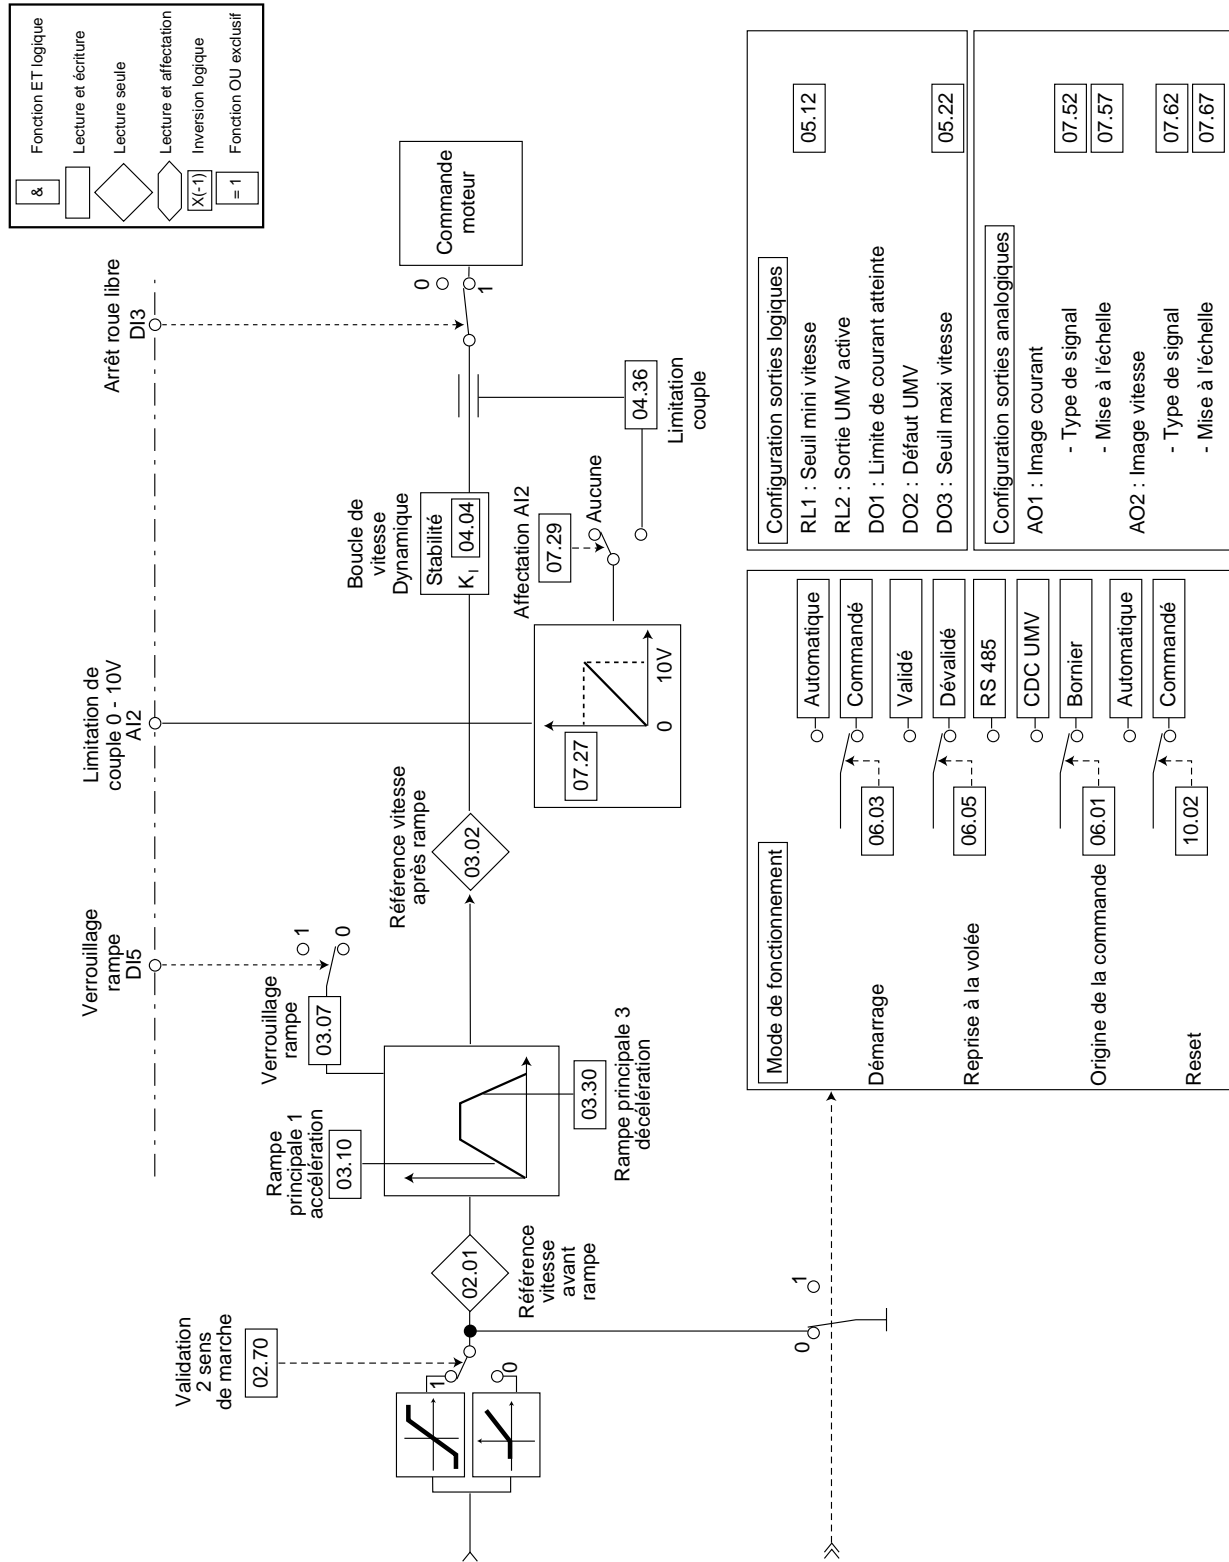 & Fonction ET logique
Lecture et écriture
Lecture seule
Lecture et affectation
X(-1) Inversion logique
= 1 Fonction OU exclusif
Verrouillage
rampe
DI5
Limitation de
couple 0 - 10V
AI2
Arrêt roue libre
DI3
Validation
2 sens
de marche
02.70
1
0
02.01
Référence
vitesse
avant
rampe
Rampe
principale 1
accélération
03.10
Verrouillage
rampe
03.07
1
0
03.30
Rampe principale 3
décélération
Référence vitesse
après rampe
03.02
07.27
0
10V
Boucle de
vitesse
Dynamique
Stabilité
KI 04.04
Affectation AI2
07.29
Aucune
04.36
Limitation
couple
0
1
Commande
moteur
0
1
Mode de fonctionnement
Démarrage
06.03
Automatique
Commandé
Reprise à la volée
06.05
Validé
Dévalidé
Origine de la commande
06.01
RS 485
CDC UMV
Bornier
Reset
10.02
Automatique
Commandé
Configuration sorties logiques
RL1 : Seuil mini vitesse 05.12
RL2 : Sortie UMV active
DO1 : Limite de courant atteinte
DO2 : Défaut UMV
DO3 : Seuil maxi vitesse 05.22
Configuration sorties analogiques
AO1 : Image courant
- Type de signal 07.52
- Mise à l'échelle 07.57
AO2 : Image vitesse
- Type de signal 07.62
- Mise à l'échelle 07.67